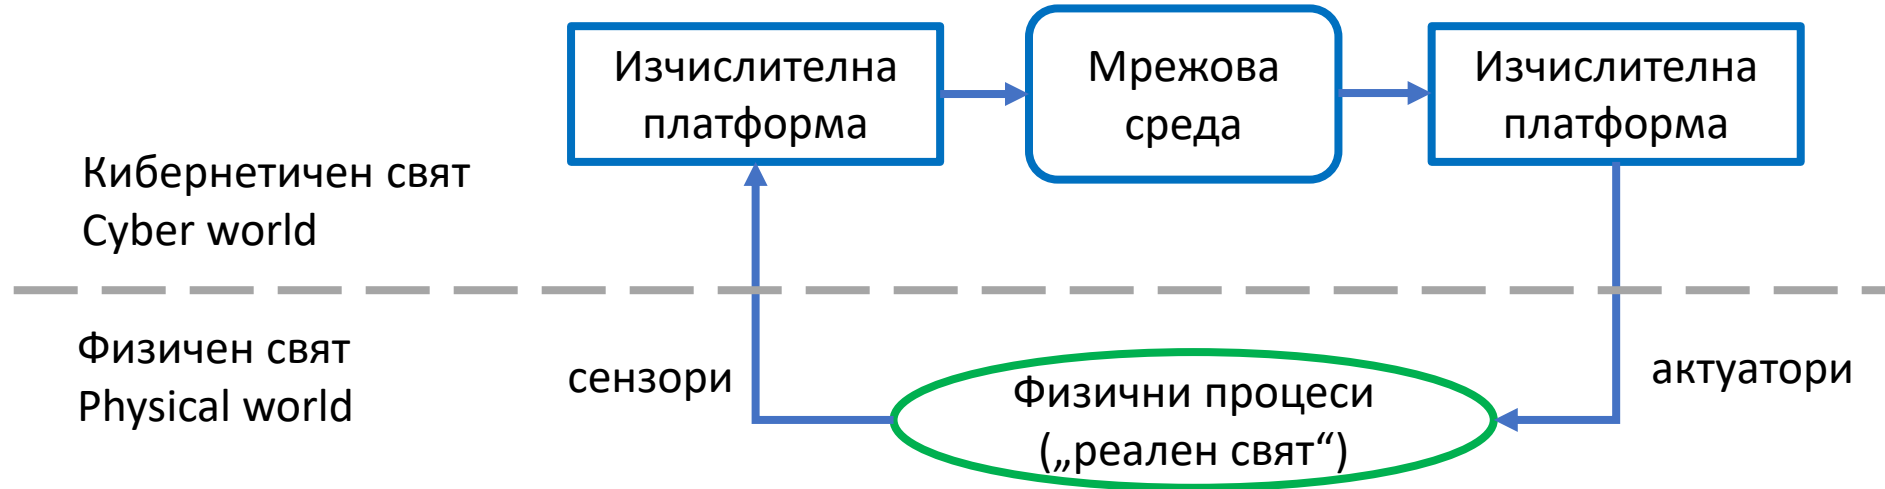 Изчислителна
платформа
Мрежова
среда
Изчислителна
платформа
Кибернетичен свят
Cyber world
Физичен свят
Physical world
сензори
Физични процеси
(„реален свят“)
актуатори